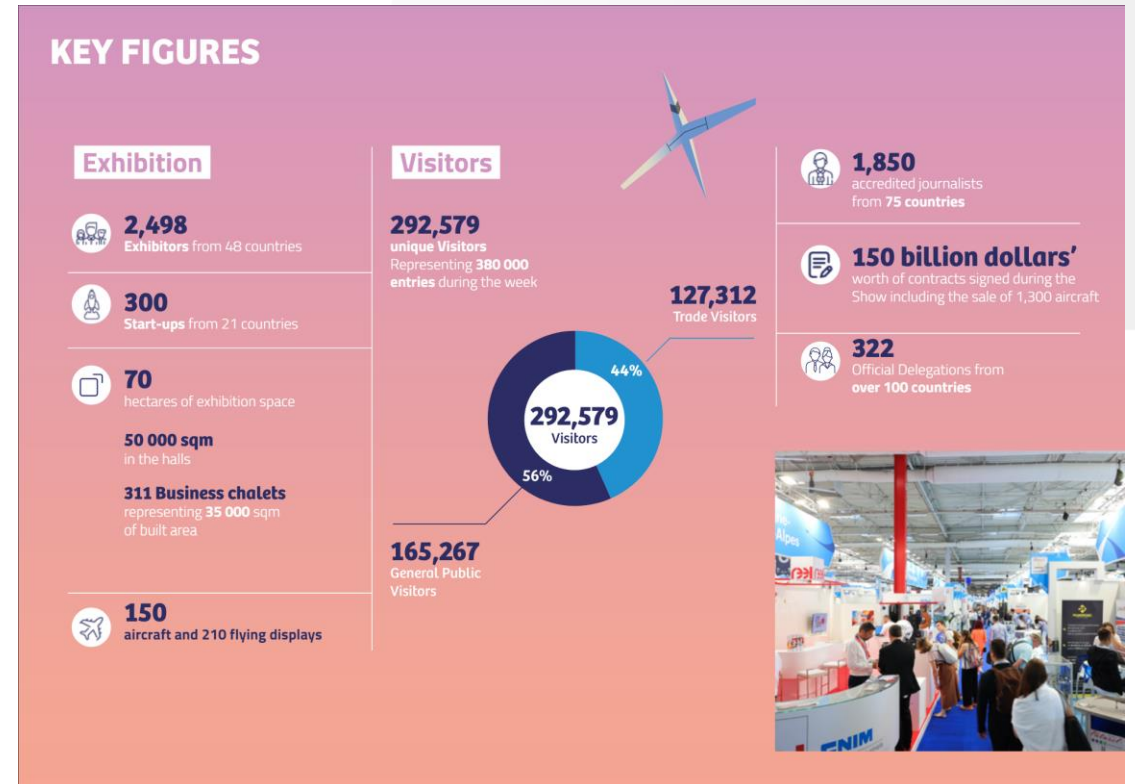 KEY FIGURES
Exhibition
2,498
Exhibitors from 48 countries
300
Start-ups from 21 countries
70
hectares of exhibition space
50 000 sqm
in the halls
311 Business chalets
representing 35 000 sqm
of built area
150
aircraft and 210 flying displays
Visitors
292,579
unique Visitors
Representing 380 000
entries during the week
127,312
Trade Visitors
44%
292,579
Visitors
56%
165,267
General Public
Visitors
1,850
accredited journalists
from 75 countries
150 billion dollars'
worth of contracts signed during the
Show including the sale of 1,300 aircraft
322
Official Delegations from
over 100 countries
Alpes
ENIM